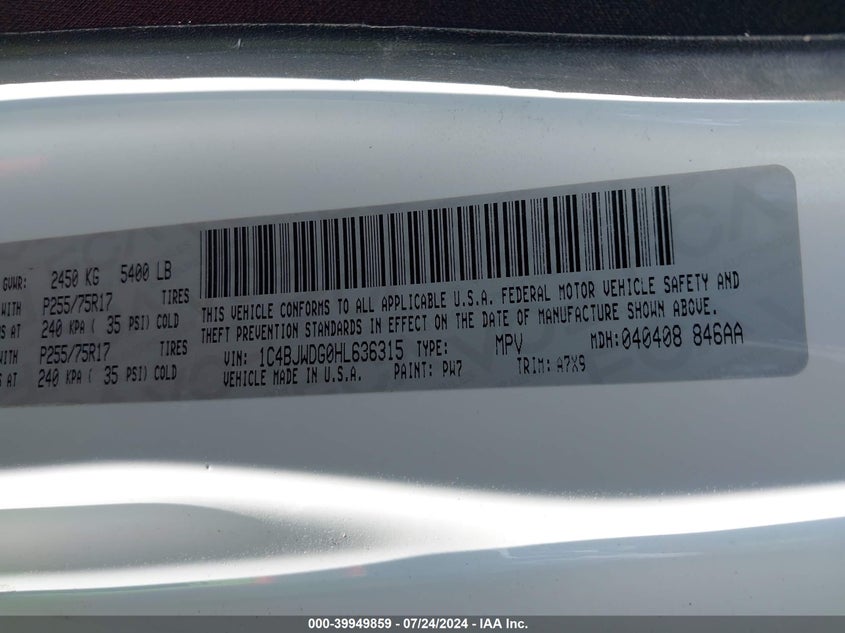 GVWR: 2450 KG 5400 LB
WITH P255/75R17 TIRES
AT 240 KPA ( 35 PSI) COLD
WITH P255/75R17 TIRES
AT 240 KPA ( 35 PSI) COLD
THIS VEHICLE CONFORMS TO ALL APPLICABLE U.S.A. FEDERAL MOTOR VEHICLE SAFETY AND
THEFT PREVENTION STANDARDS IN EFFECT ON THE DATE OF MANUFACTURE SHOWN ABOVE.
VIN: 1C4BJWDG0HL636315 TYPE: MPV MDH:040408 846AA
VEHICLE MADE IN U.S.A. PAINT: PW7 TRIM: A7X9
000-39949859 - 07/24/2024 - IAA Inc.